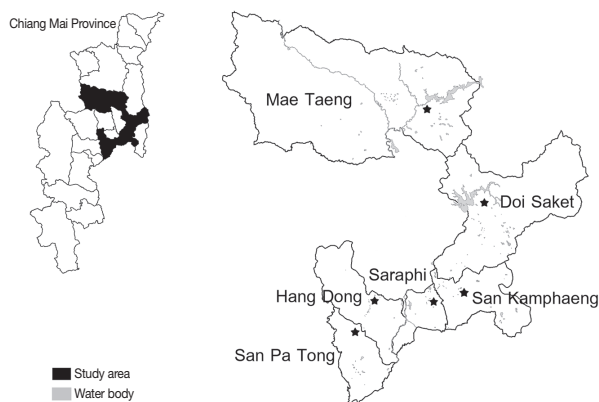 Chiang Mai Province
Mae Taeng
Doi Saket
Saraphi
Hang Dong
San Kamphaeng
San Pa Tong
Study area
Water body